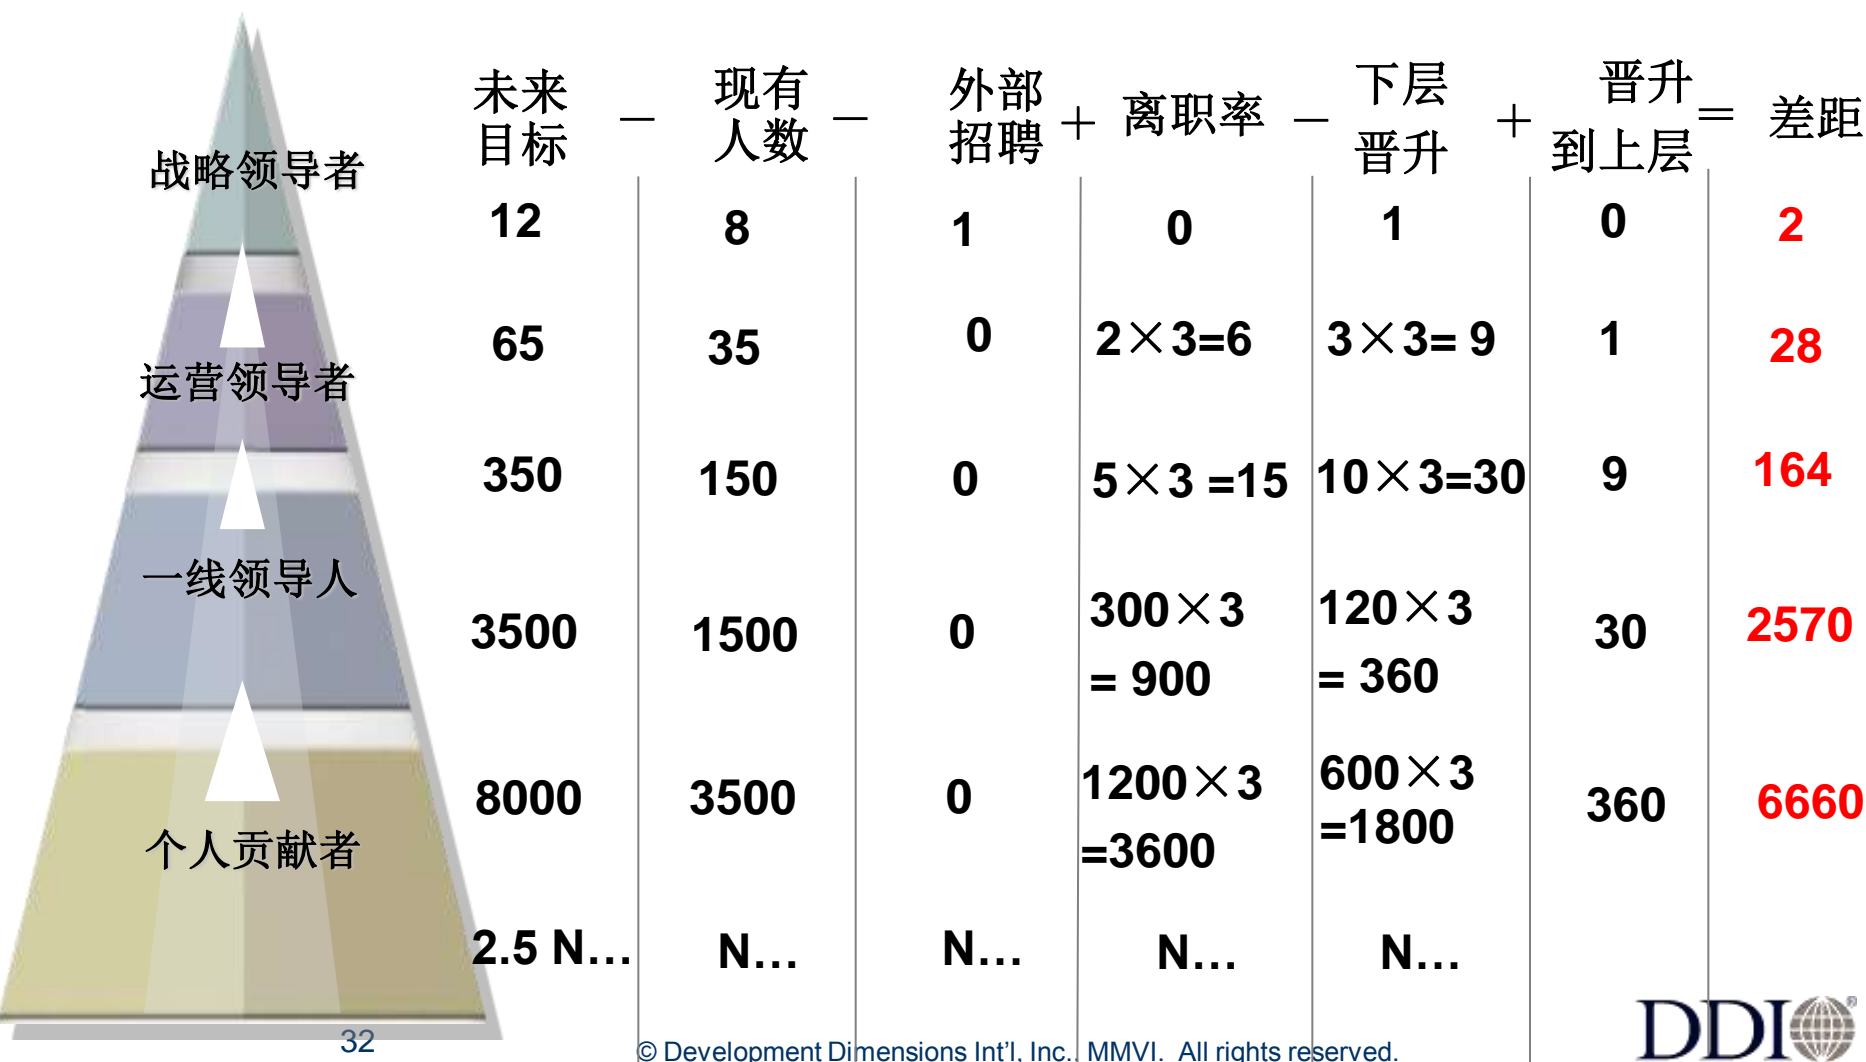 未来 现有 外部 下层 晋升
目标 － 人数 － 招聘 ＋ 离职率 － 晋升 ＋ 到上层 ＝ 差距
战略领导者
12 8 1 0 1 0 2
65 35 0 2×3=6 3×3= 9 1 28
运营领导者
350 150 0 5×3 =15 10×3=30 9 164
一线领导人
3500 1500 0 300×3 120×3 30 2570
= 900 = 360
8000 3500 0 1200×3 600×3 360 6660
=3600 =1800
个人贡献者
2.5 N… N… N… N… N…
32
© Development Dimensions Int'l, Inc., MMVI. All rights reserved.
DDI®